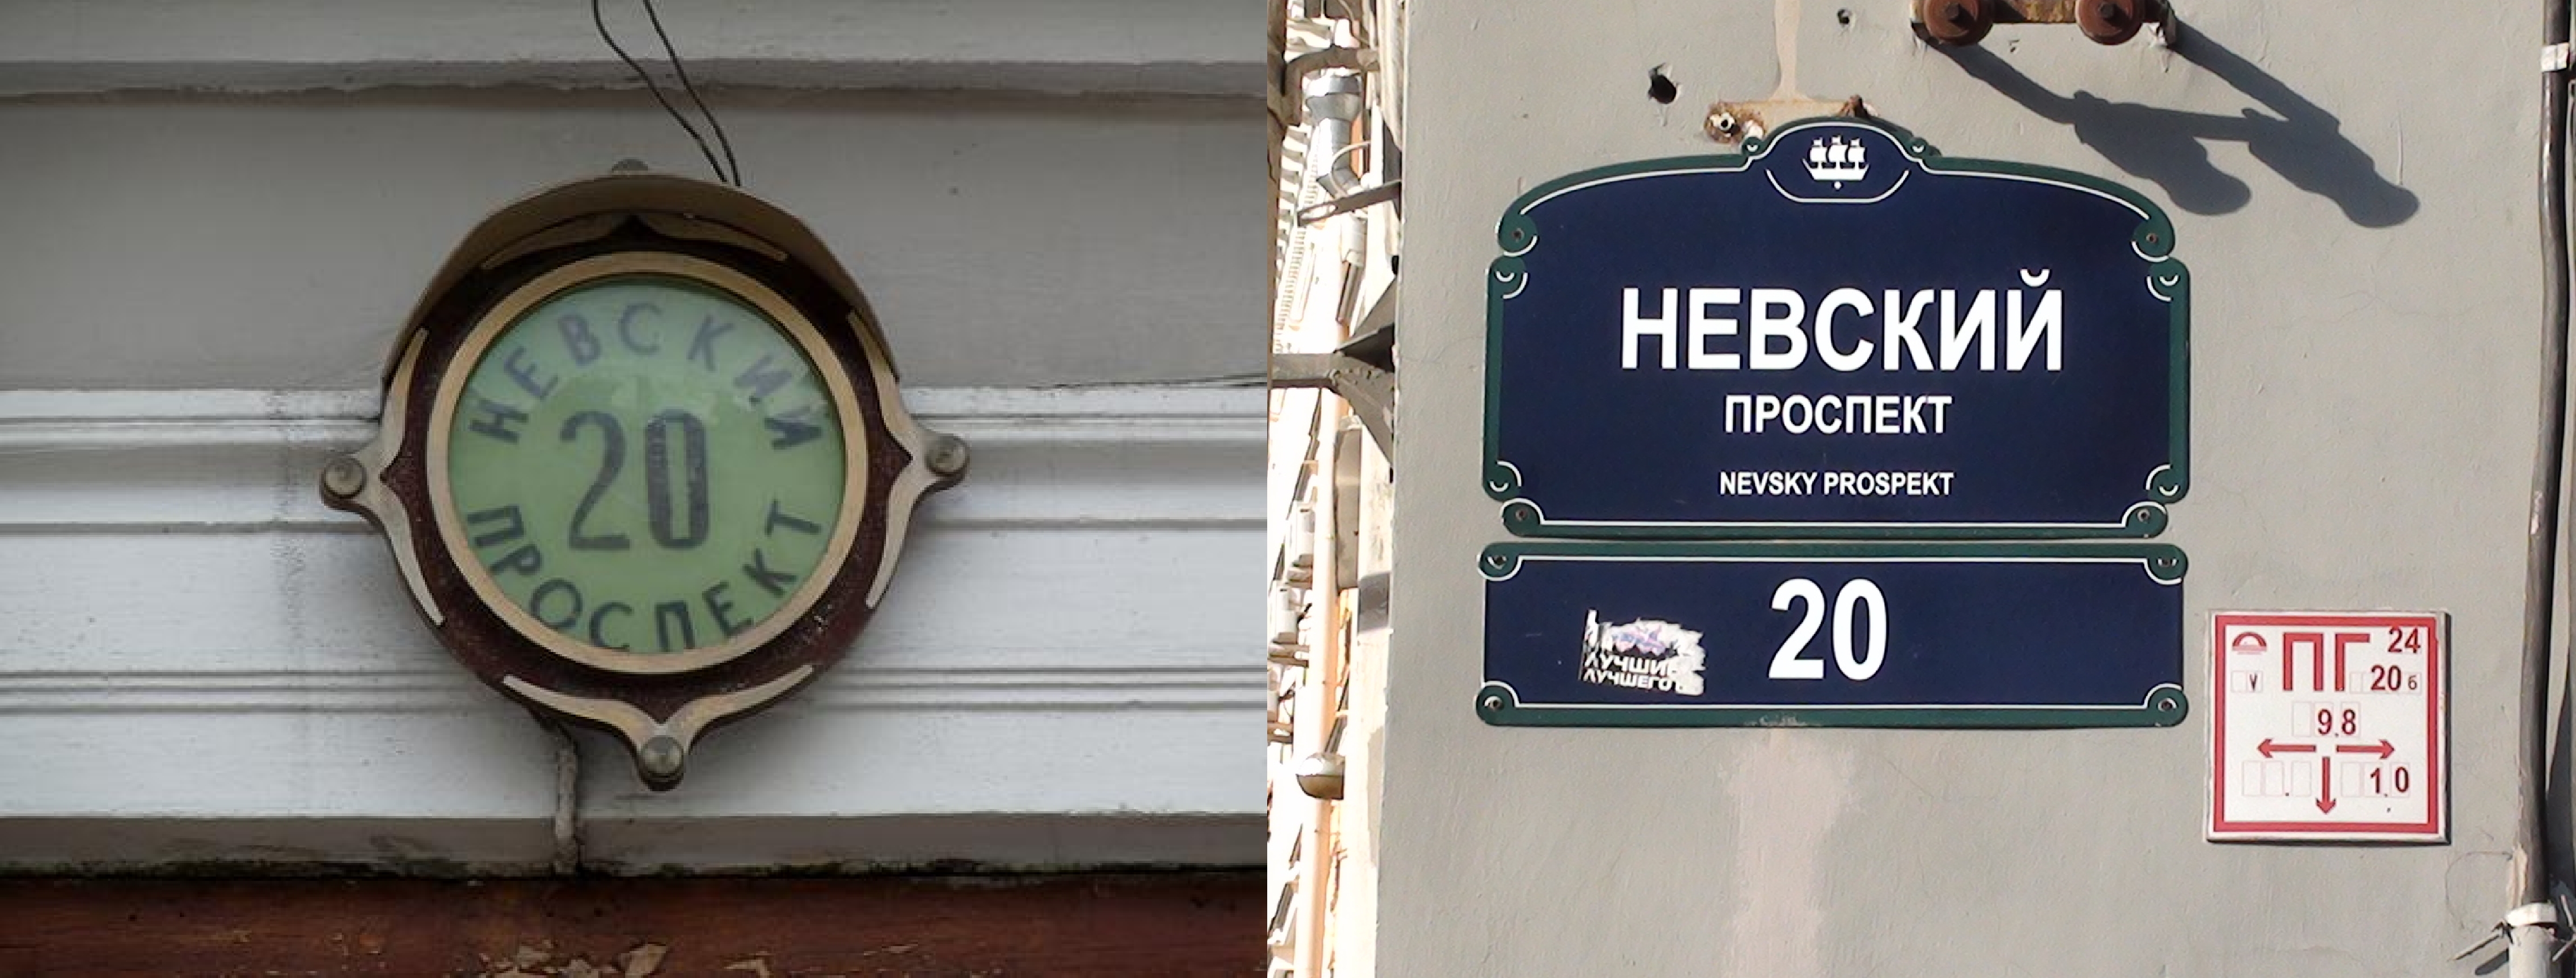 НЕВСКИЙ
20
ПРОСПЕКТ
НЕВСКИЙ
ПРОСПЕКТ
NEVSKY PROSPEKT
20
ЛУЧШИЕ
ЛУЧШЕГО
ПГ 24
V 20 б
9.8
1.0